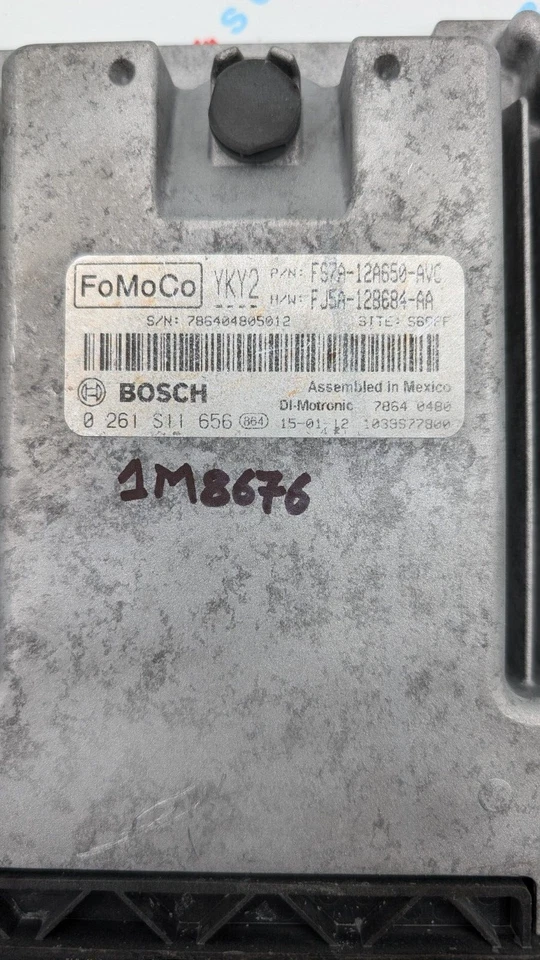 FoMoCo YKY2 P/N: FS7A-12A650-AVC
H/W: FJ5A-12B684-AA
S/N: 786404805012 SITE:
BOSCH Assembled in Mexico
DI-Motronic 7864 0480
0 261 S11 656 864 15-01-12 1039S77800
1M8676